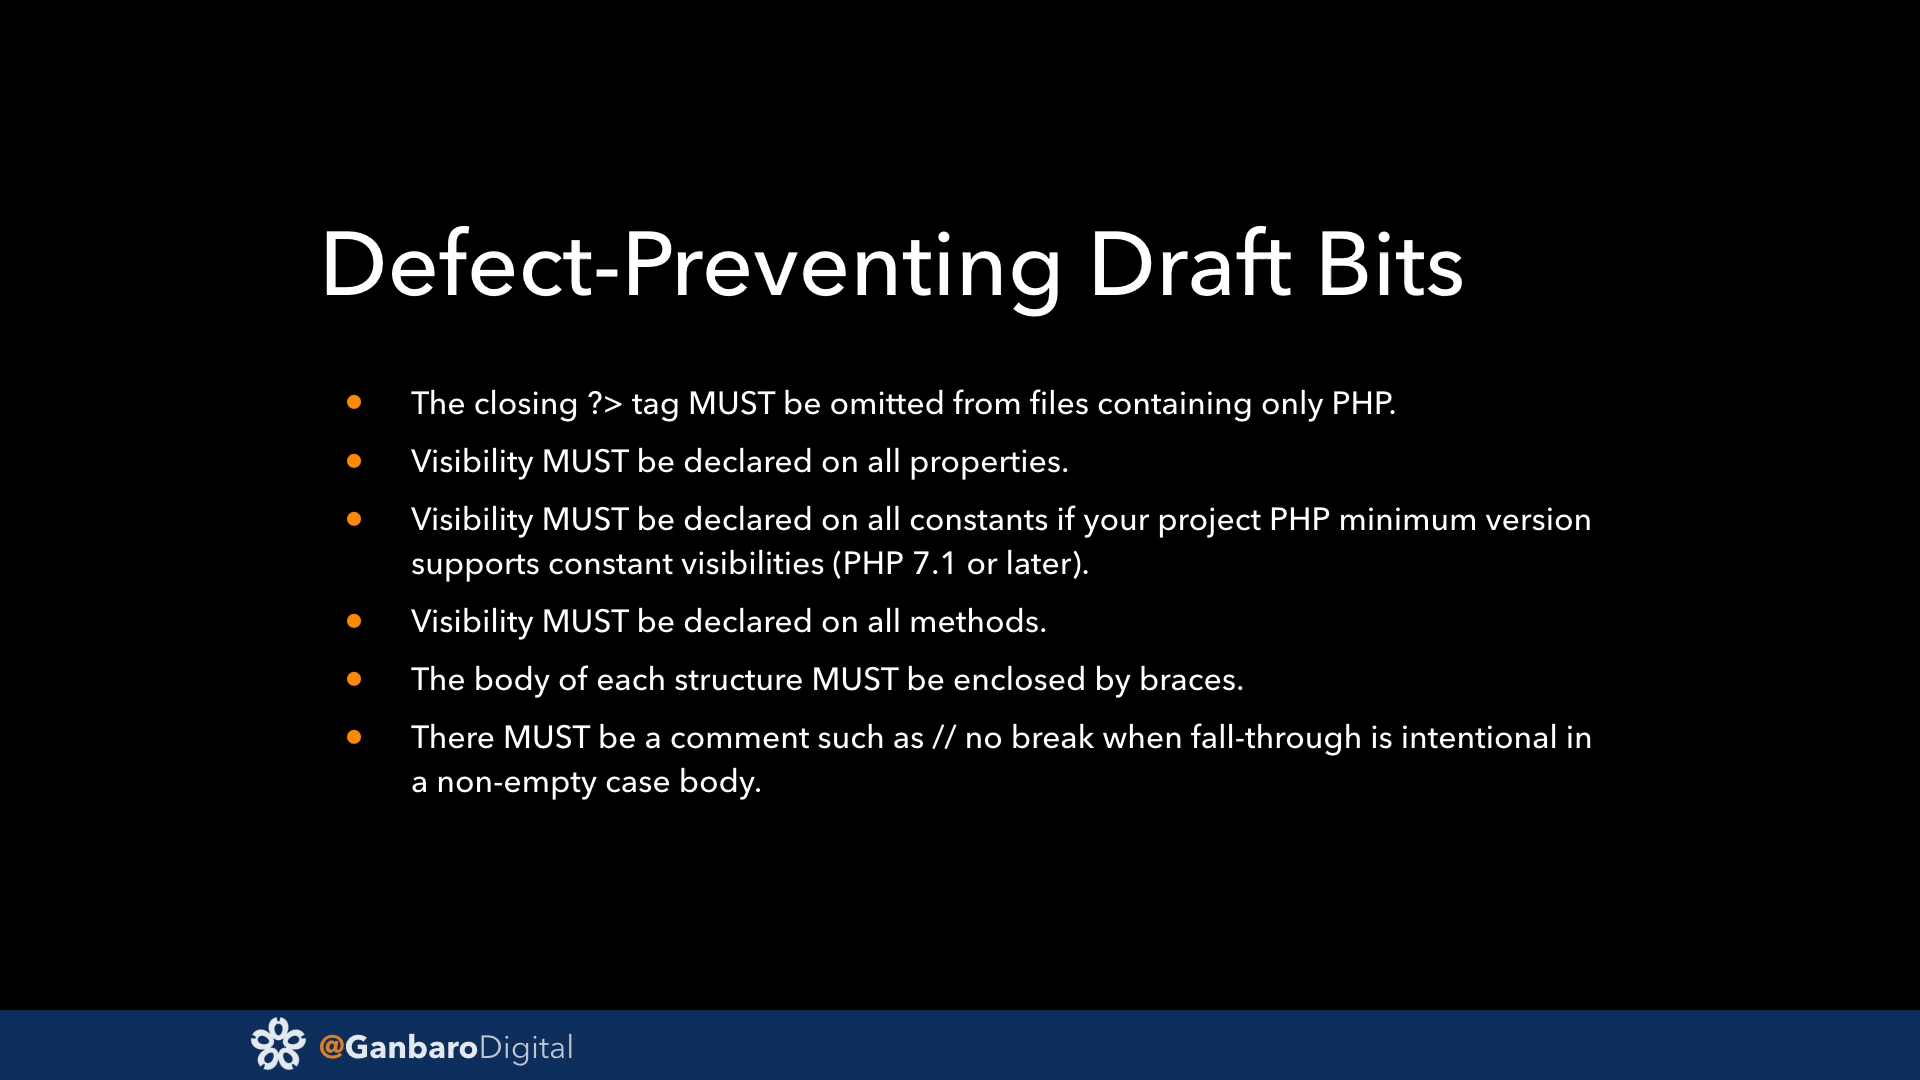 Defect-Preventing Draft Bits
The closing ?> tag MUST be omitted from files containing only PHP.
Visibility MUST be declared on all properties.
Visibility MUST be declared on all constants if your project PHP minimum version
supports constant visibilities (PHP 7.1 or later).
Visibility MUST be declared on all methods.
The body of each structure MUST be enclosed by braces.
There MUST be a comment such as // no break when fall-through is intentional in
a non-empty case body.
@GanbaroDigital